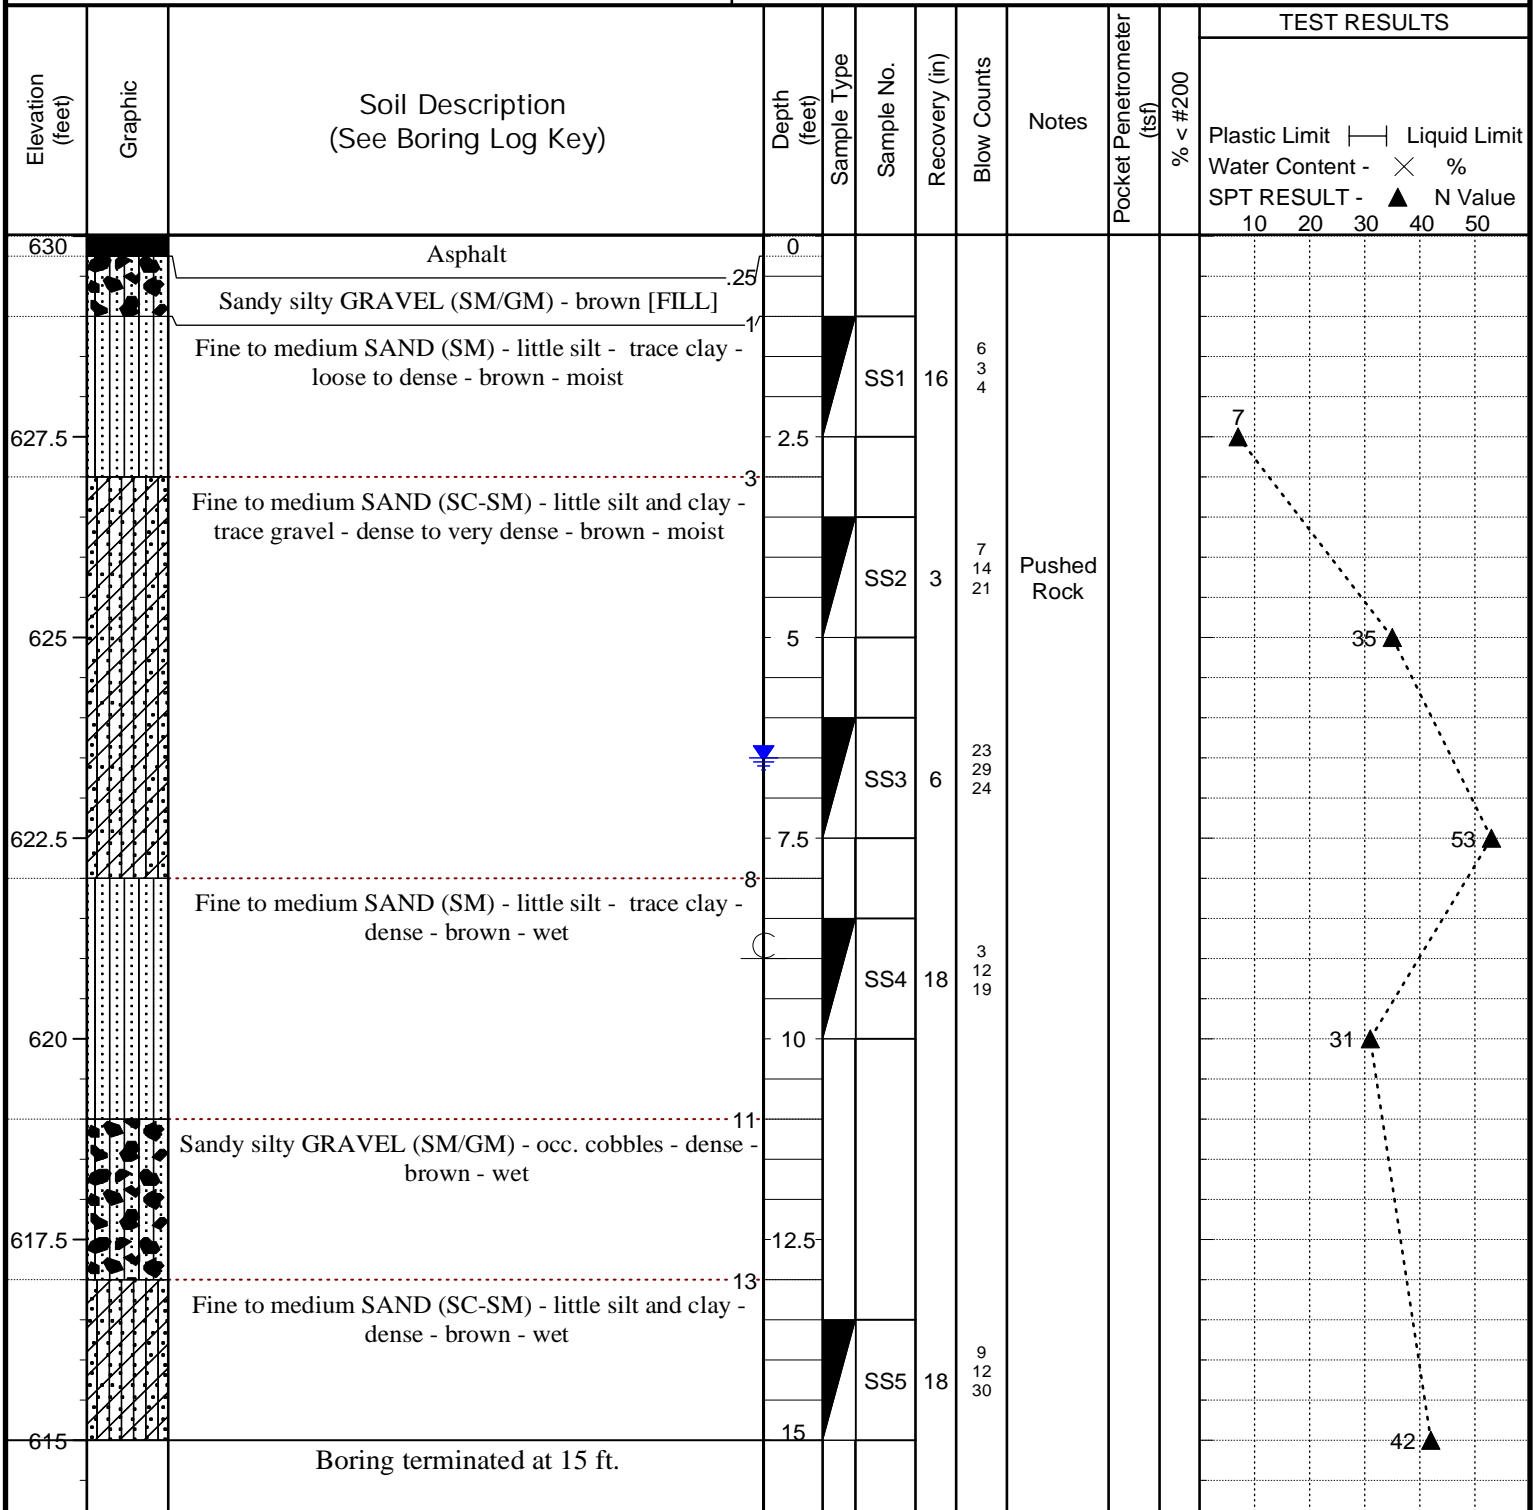 TEST RESULTS
Elevation
(feet)
Graphic
Soil Description
(See Boring Log Key)
Depth
(feet)
Sample Type
Sample No.
Recovery (in)
Blow Counts
Notes
Pocket Penetrometer
(tsf)
% < #200
Plastic Limit Liquid Limit
Water Content - %
SPT RESULT - N Value
10 20 30 40 50
630 Asphalt 0
.25
Sandy silty GRAVEL (SM/GM) - brown [FILL]
1
Fine to medium SAND (SM) - little silt - trace clay -
loose to dense - brown - moist
SS1 16
6
3
4
7
627.5 2.5
3
Fine to medium SAND (SC-SM) - little silt and clay -
trace gravel - dense to very dense - brown - moist
SS2 3
7
14
21
Pushed
Rock
625 5 35
SS3 6
23
29
24
622.5 7.5 53
8
Fine to medium SAND (SM) - little silt - trace clay -
dense - brown - wet
C
SS4 18
3
12
19
620 10 31
11
Sandy silty GRAVEL (SM/GM) - occ. cobbles - dense -
brown - wet
617.5 12.5
13
Fine to medium SAND (SC-SM) - little silt and clay -
dense - brown - wet
SS5 18
9
12
30
615 15 42
Boring terminated at 15 ft.